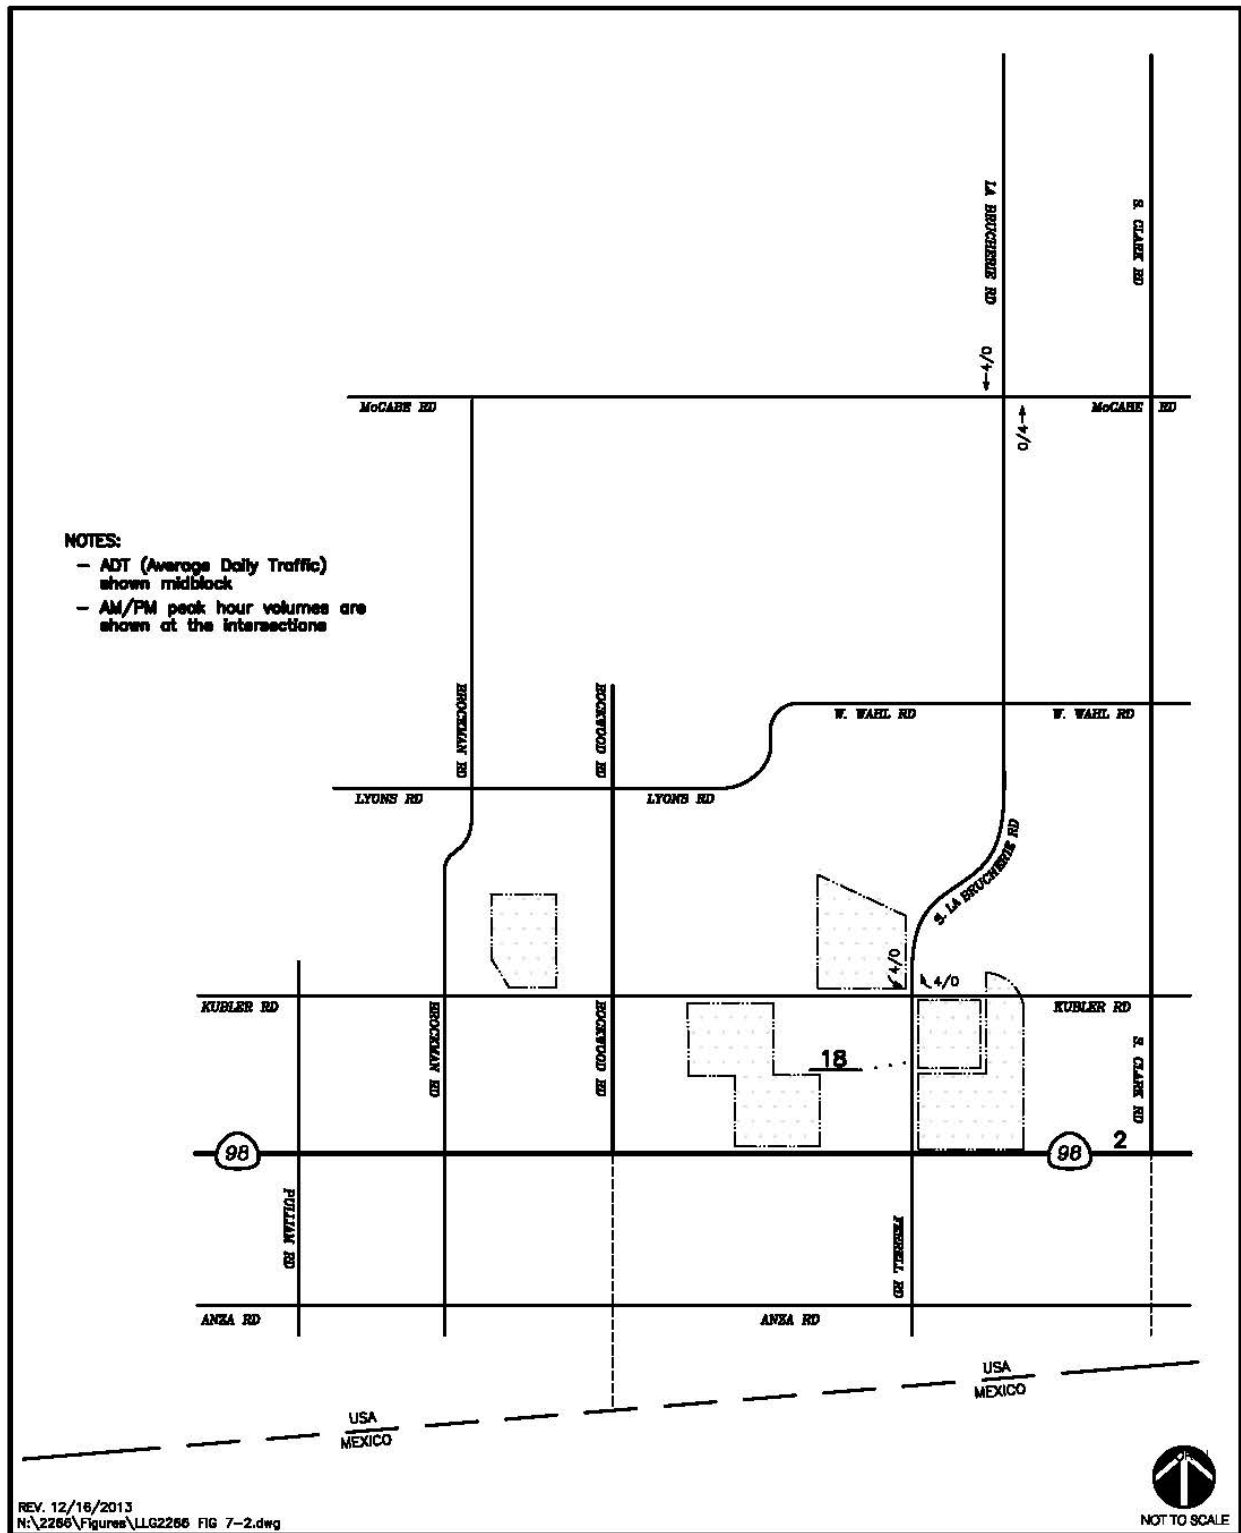 LA BRUCHERIE RD
S. CLARK RD
4/0
McCABE RD
McCABE RD
0/4
NOTES:
- ADT (Average Daily Traffic)
shown midblock
- AM/PM peak hour volumes are
shown at the intersections
BROCKMAN RD
ROCKWOOD RD
W. WAHL RD
W. WAHL RD
LYONS RD
LYONS RD
S. LA BRUCHERIE RD
4/0
4/0
KUBLER RD
BROCKMAN RD
ROCKWOOD RD
KUBLER RD
18
S. CLARK RD
2
98
98
PULLIAM RD
FERRELL RD
ANZA RD
ANZA RD
USA
MEXICO
USA
MEXICO
REV. 12/16/2013
N:\2266\Figures\LLG2266 FIG 7-2.dwg
NOT TO SCALE